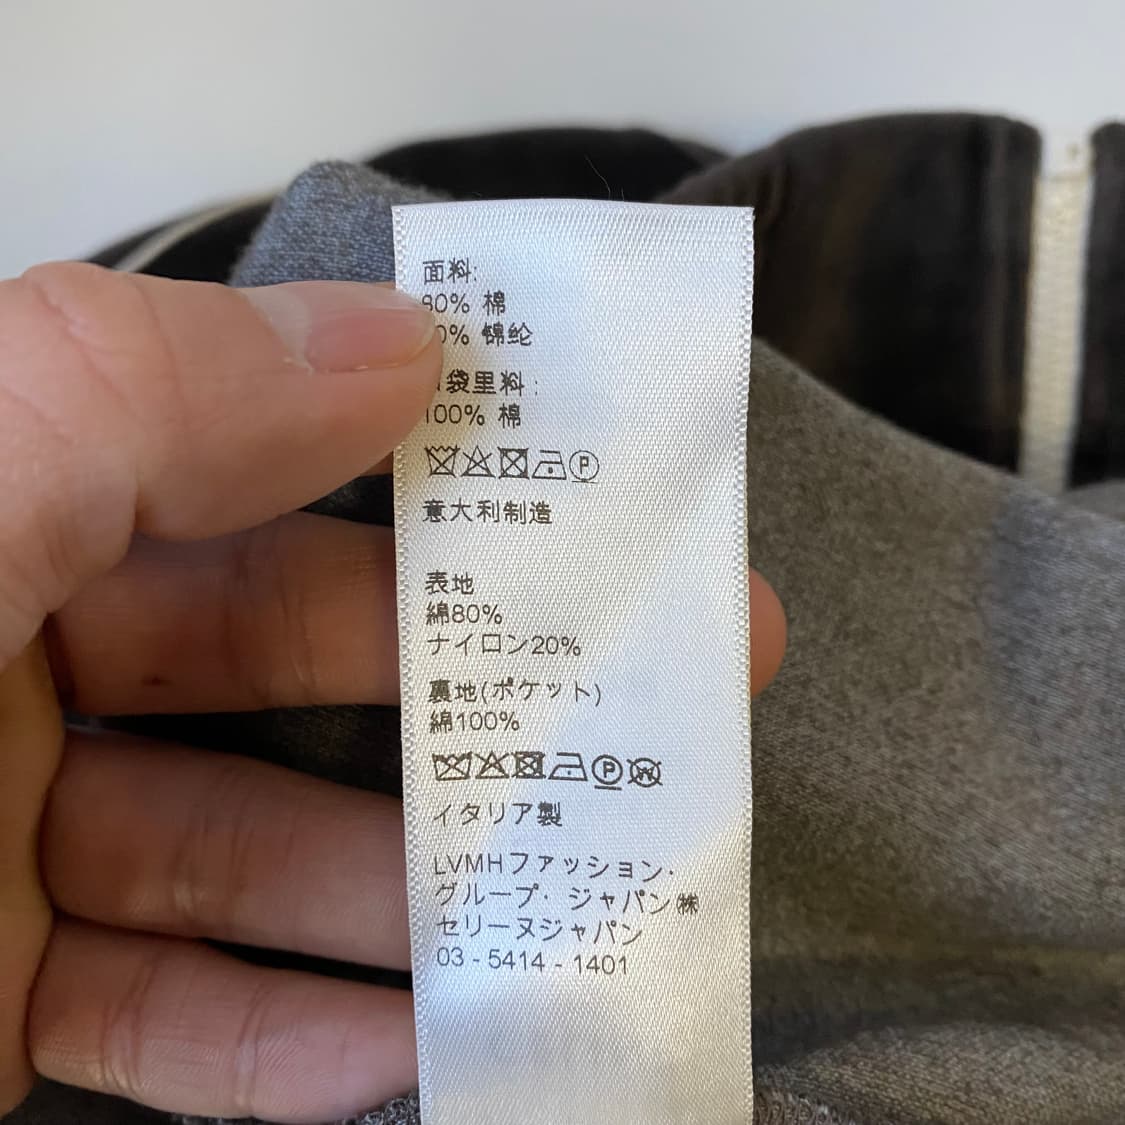 面料:
80% 棉
0% 锦纶
袋里料:
100% 棉
P
意大利制造
表地
綿80%
ナイロン20%
裏地(ポケット)
綿100%
P W
イタリア製
LVMHファッション・
グループ・ジャパン㈱
セリーヌジャパン
03 - 5414 - 1401